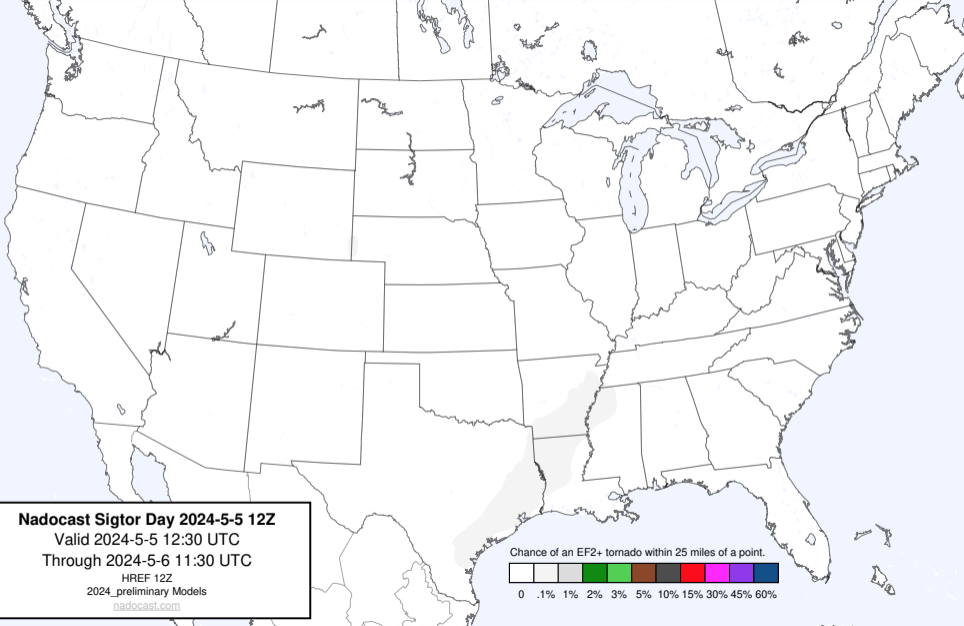 Nadocast Sigtor Day 2024-5-5 12Z
Valid 2024-5-5 12:30 UTC
Through 2024-5-6 11:30 UTC
HREF 12Z
2024_preliminary Models
nadocast.com
Chance of an EF2+ tornado within 25 miles of a point.
0 .1% 1% 2% 3% 5% 10% 15% 30% 45% 60%